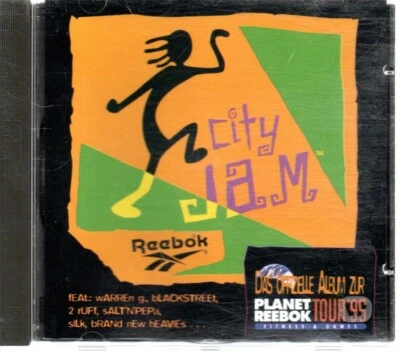 city
JaM™
Reebok
fEAt: wARREn g., bLACKSTREEt,
2 rUFf, sALT'N'PEPa,
siLk, bRANd nEw hEAVIEs . . .
DAS OFFIZIELLE ALBUM ZUR
PLANET
REEBOK TOUR '95
FITNESS & GAMES